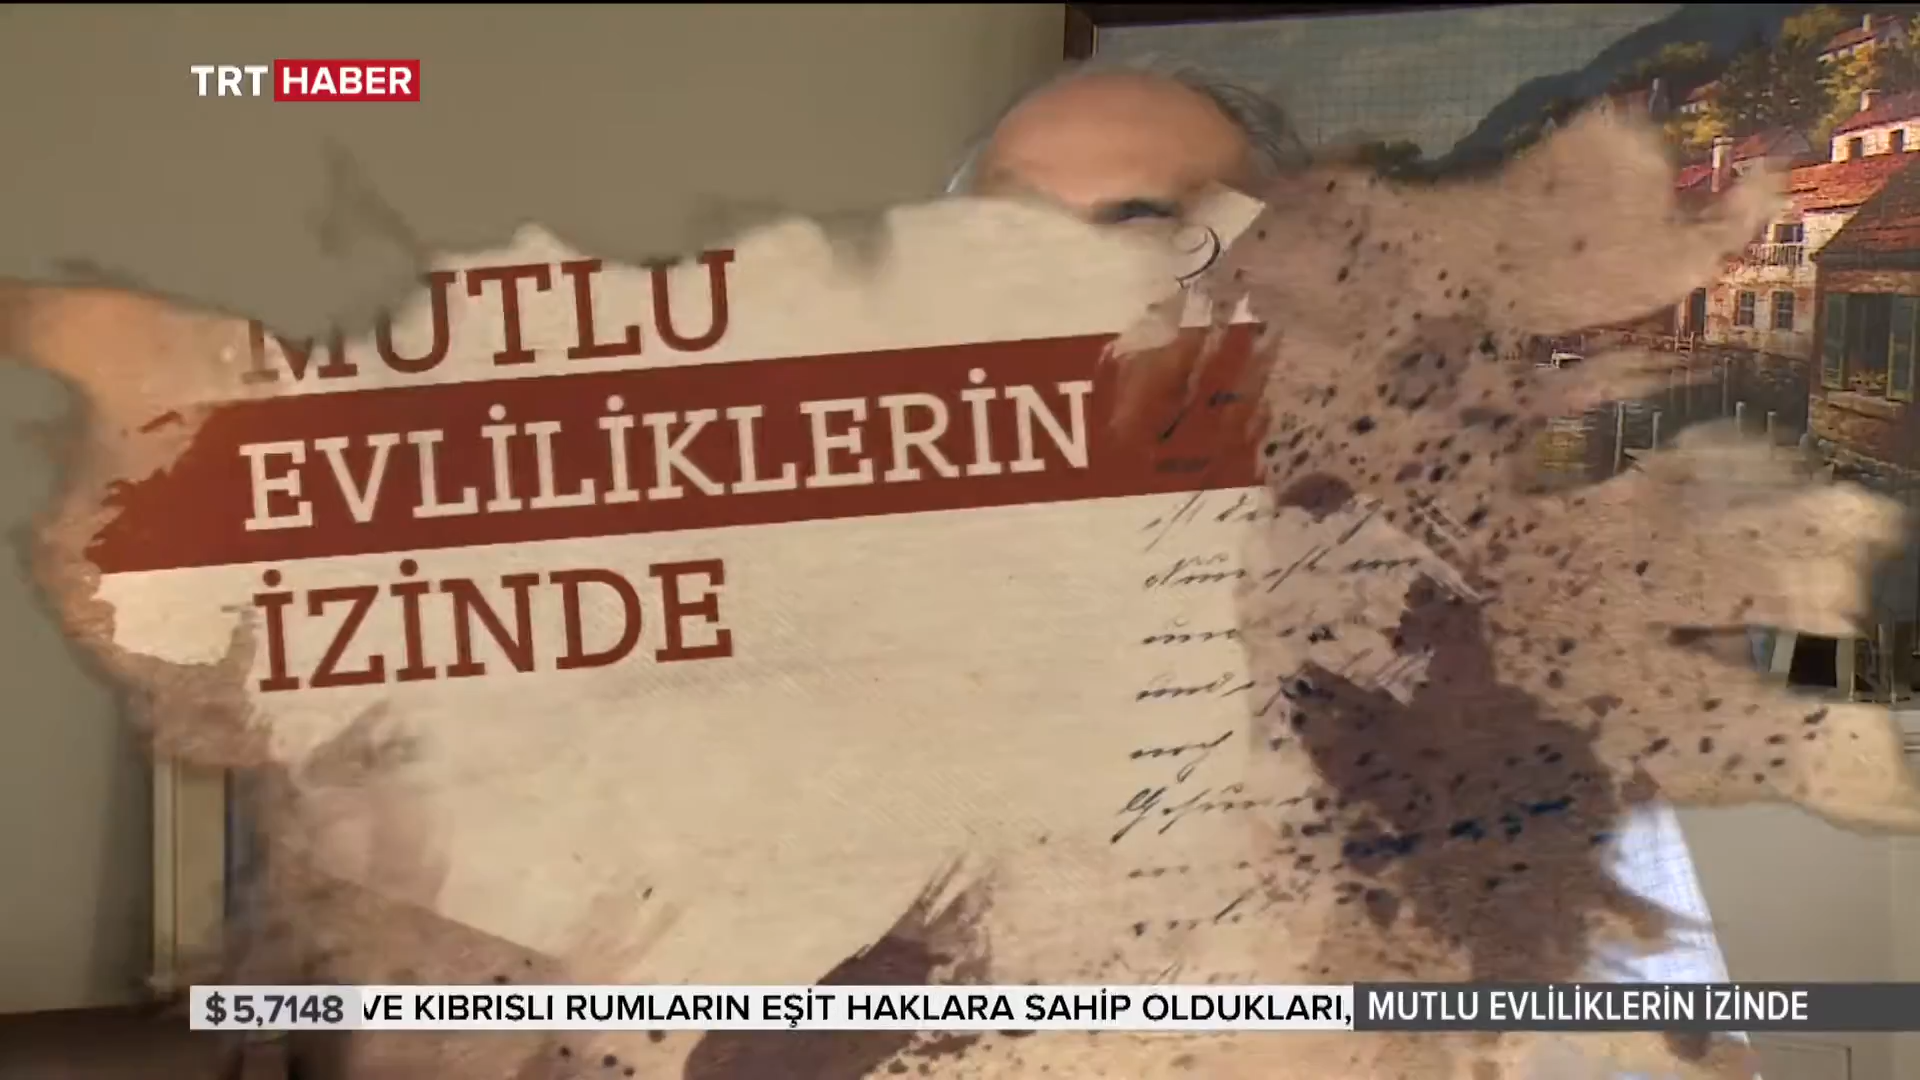 TRT HABER
MUTLU
EVLİLİKLERİN
İZİNDE
$5,7148 VE KIBRISLI RUMLARIN EŞİT HAKLARA SAHİP OLDUKLARI, MUTLU EVLİLİKLERİN İZİNDE